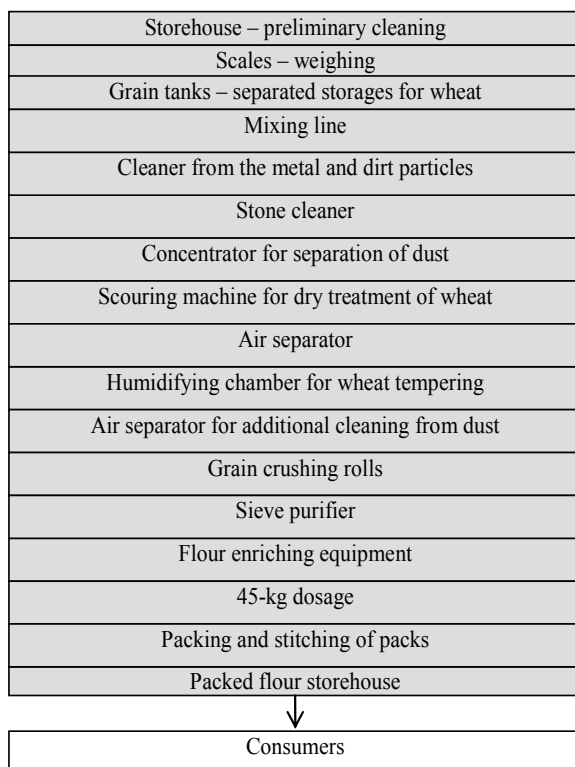 Storehouse – preliminary cleaning
Scales – weighing
Grain tanks – separated storages for wheat
Mixing line
Cleaner from the metal and dirt particles
Stone cleaner
Concentrator for separation of dust
Scouring machine for dry treatment of wheat
Air separator
Humidifying chamber for wheat tempering
Air separator for additional cleaning from dust
Grain crushing rolls
Sieve purifier
Flour enriching equipment
45-kg dosage
Packing and stitching of packs
Packed flour storehouse
Consumers